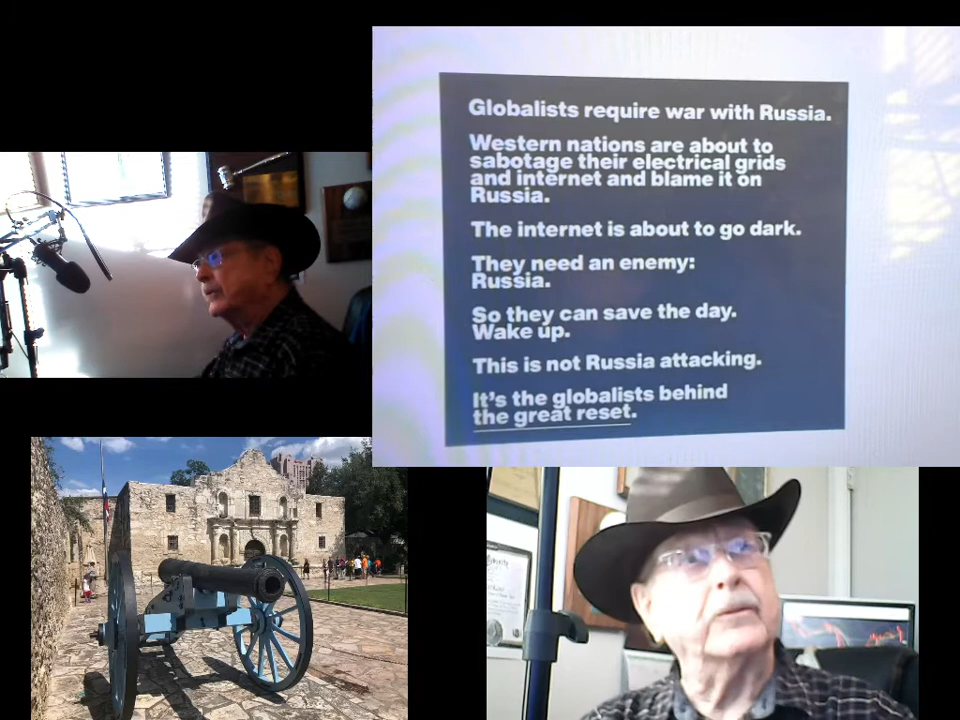 Globalists require war with Russia.
Western nations are about to
sabotage their electrical grids
and internet and blame it on
Russia.
The internet is about to go dark.
They need an enemy:
Russia.
So they can save the day.
Wake up.
This is not Russia attacking.
It's the globalists behind
the great reset.